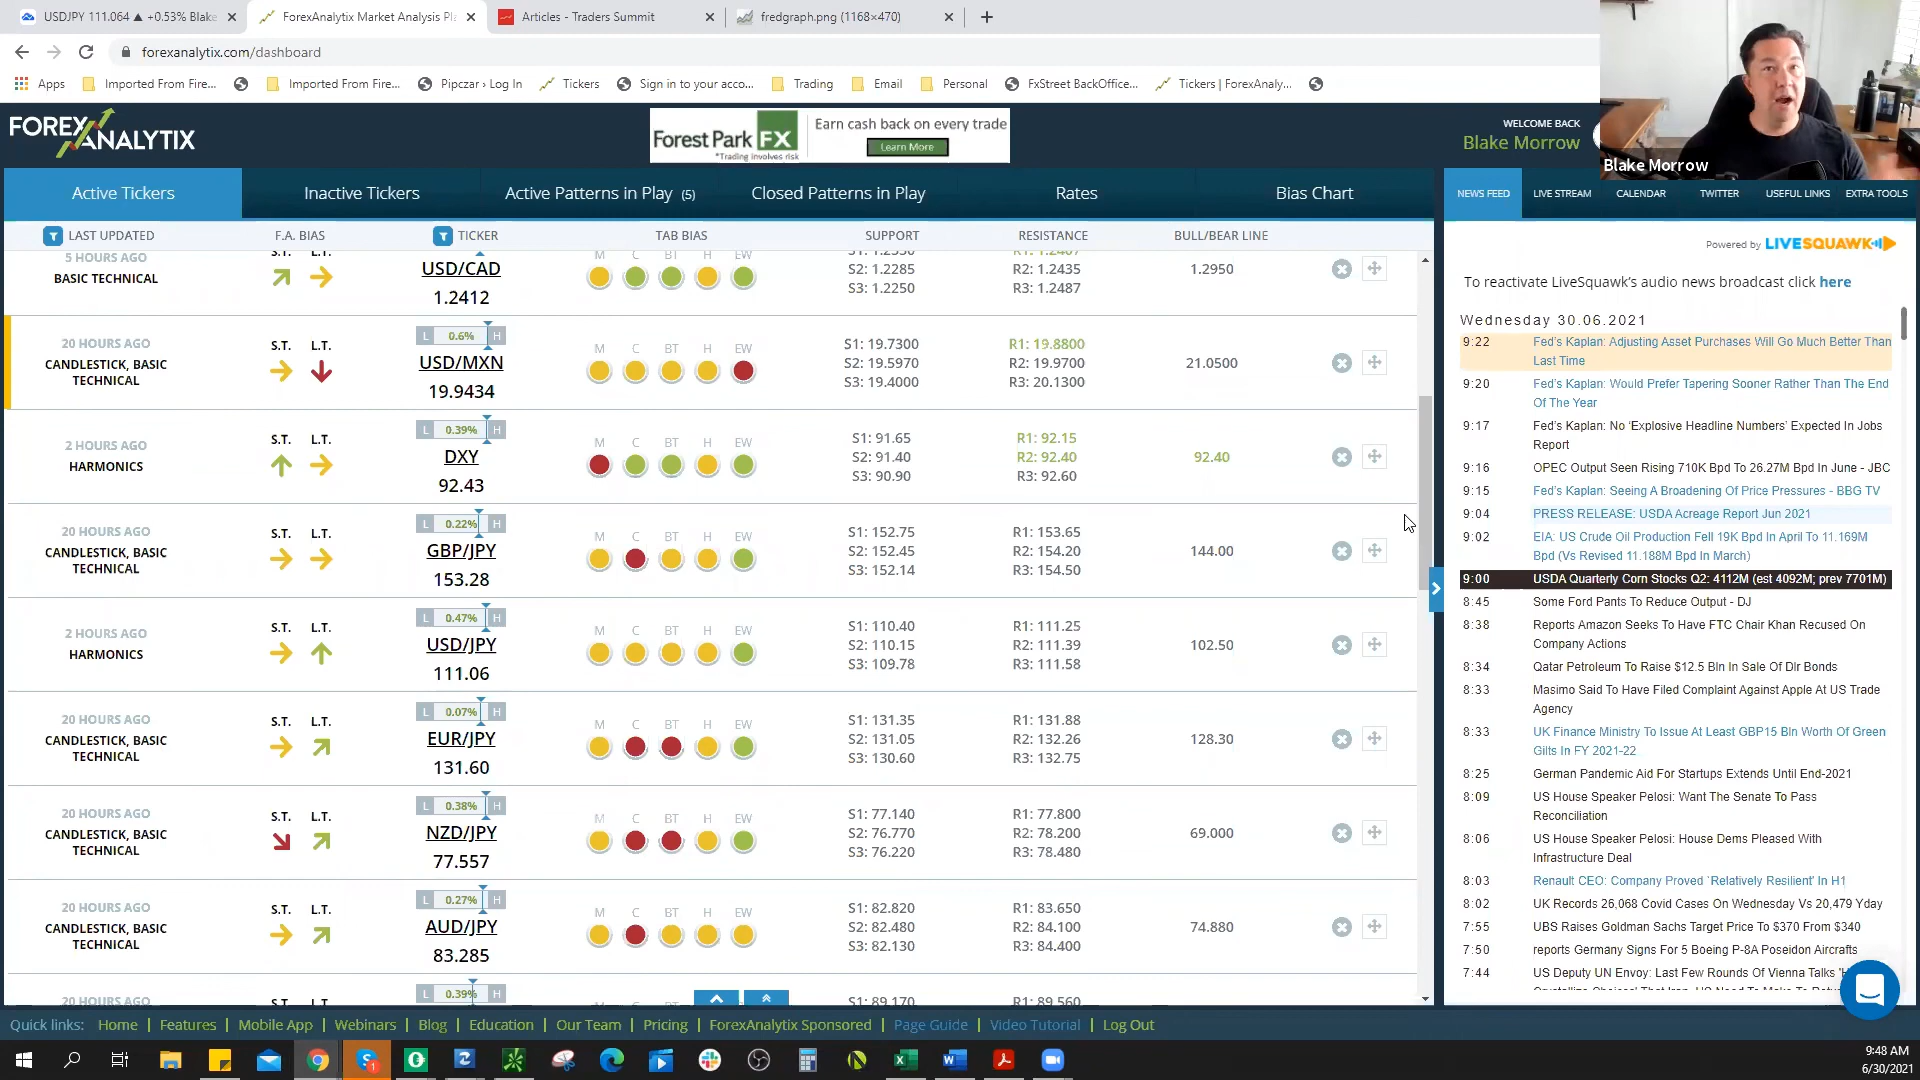 USDJPY 111.064 ▲ +0.53% Blake
ForexAnalytix Market Analysis Pl
Articles - Traders Summit
fredgraph.png (1168×470)
forexanalytix.com/dashboard
Apps
Imported From Fire...
Imported From Fire...
Pipczar › Log In
Tickers
Sign in to your acco...
Trading
Email
Personal
FxStreet BackOffice...
Tickers | ForexAnaly...
FOREX ANALYTIX
Forest Park FX
*Trading involves risk
Earn cash back on every trade
Learn More
WELCOME BACK
Blake Morrow
Blake Morrow
Active Tickers
Inactive Tickers
Active Patterns in Play (5)
Closed Patterns in Play
Rates
Bias Chart
NEWS FEED
LIVE STREAM
CALENDAR
TWITTER
USEFUL LINKS
EXTRA TOOLS
LAST UPDATED
F.A. BIAS
TICKER
TAB BIAS
SUPPORT
RESISTANCE
BULL/BEAR LINE
5 HOURS AGO
BASIC TECHNICAL
S.T. L.T.
USD/CAD
1.2412
M C BT H EW
S2: 1.2285
S3: 1.2250
R2: 1.2435
R3: 1.2487
1.2950
20 HOURS AGO
CANDLESTICK, BASIC
TECHNICAL
S.T. L.T.
L 0.6% H
USD/MXN
19.9434
M C BT H EW
S1: 19.7300
S2: 19.5970
S3: 19.4000
R1: 19.8800
R2: 19.9700
R3: 20.1300
21.0500
2 HOURS AGO
HARMONICS
S.T. L.T.
L 0.39% H
DXY
92.43
M C BT H EW
S1: 91.65
S2: 91.40
S3: 90.90
R1: 92.15
R2: 92.40
R3: 92.60
92.40
20 HOURS AGO
CANDLESTICK, BASIC
TECHNICAL
S.T. L.T.
L 0.22% H
GBP/JPY
153.28
M C BT H EW
S1: 152.75
S2: 152.45
S3: 152.14
R1: 153.65
R2: 154.20
R3: 154.50
144.00
2 HOURS AGO
HARMONICS
S.T. L.T.
L 0.47% H
USD/JPY
111.06
M C BT H EW
S1: 110.40
S2: 110.15
S3: 109.78
R1: 111.25
R2: 111.39
R3: 111.58
102.50
20 HOURS AGO
CANDLESTICK, BASIC
TECHNICAL
S.T. L.T.
L 0.07% H
EUR/JPY
131.60
M C BT H EW
S1: 131.35
S2: 131.05
S3: 130.60
R1: 131.88
R2: 132.26
R3: 132.75
128.30
20 HOURS AGO
CANDLESTICK, BASIC
TECHNICAL
S.T. L.T.
L 0.38% H
NZD/JPY
77.557
M C BT H EW
S1: 77.140
S2: 76.770
S3: 76.220
R1: 77.800
R2: 78.200
R3: 78.480
69.000
20 HOURS AGO
CANDLESTICK, BASIC
TECHNICAL
S.T. L.T.
L 0.27% H
AUD/JPY
83.285
M C BT H EW
S1: 82.820
S2: 82.480
S3: 82.130
R1: 83.650
R2: 84.100
R3: 84.400
74.880
20 HOURS AGO
S.T. L.T.
L 0.39% H
S1: 89.170
R1: 89.560
Powered by LIVESQUAWK
To reactivate LiveSquawk's audio news broadcast click here
Wednesday 30.06.2021
9:22 Fed's Kaplan: Adjusting Asset Purchases Will Go Much Better Than
Last Time
9:20 Fed's Kaplan: Would Prefer Tapering Sooner Rather Than The End
Of The Year
9:17 Fed's Kaplan: No 'Explosive Headline Numbers' Expected In Jobs
Report
9:16 OPEC Output Seen Rising 710K Bpd To 26.27M Bpd In June - JBC
9:15 Fed's Kaplan: Seeing A Broadening Of Price Pressures - BBG TV
9:04 PRESS RELEASE: USDA Acreage Report Jun 2021
9:02 EIA: US Crude Oil Production Fell 19K Bpd In April To 11.169M
Bpd (Vs Revised 11.188M Bpd In March)
9:00 USDA Quarterly Corn Stocks Q2: 4112M (est 4092M; prev 7701M)
8:45 Some Ford Pants To Reduce Output - DJ
8:38 Reports Amazon Seeks To Have FTC Chair Khan Recused On
Company Actions
8:34 Qatar Petroleum To Raise $12.5 Bln In Sale Of Dlr Bonds
8:33 Masimo Said To Have Filed Complaint Against Apple At US Trade
Agency
8:33 UK Finance Ministry To Issue At Least GBP15 Bln Worth Of Green
Gilts In FY 2021-22
8:25 German Pandemic Aid For Startups Extends Until End-2021
8:09 US House Speaker Pelosi: Want The Senate To Pass
Reconciliation
8:06 US House Speaker Pelosi: House Dems Pleased With
Infrastructure Deal
8:03 Renault CEO: Company Proved `Relatively Resilient' In H1
8:02 UK Records 26,068 Covid Cases On Wednesday Vs 20,479 Yday
7:55 UBS Raises Goldman Sachs Target Price To $370 From $340
7:50 reports Germany Signs For 5 Boeing P-8A Poseidon Aircrafts
7:44 US Deputy UN Envoy: Last Few Rounds Of Vienna Talks
Quick links: Home | Features | Mobile App | Webinars | Blog | Education | Our Team | Pricing | ForexAnalytix Sponsored | Page Guide | Video Tutorial | Log Out
9:48 AM
6/30/2021